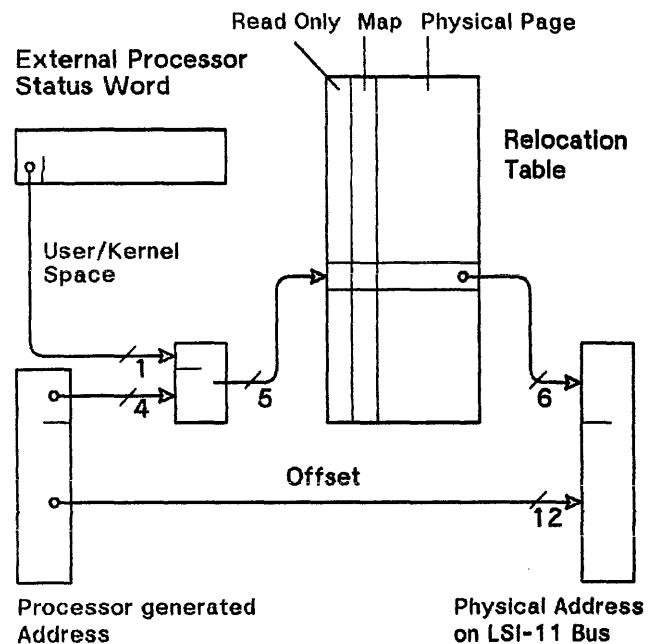 Read Only Map Physical Page
External Processor
Status Word
Relocation
Table
User/Kernel
Space
1
4
5
6
Offset
12
Processor generated
Address
Physical Address
on LSI-11 Bus